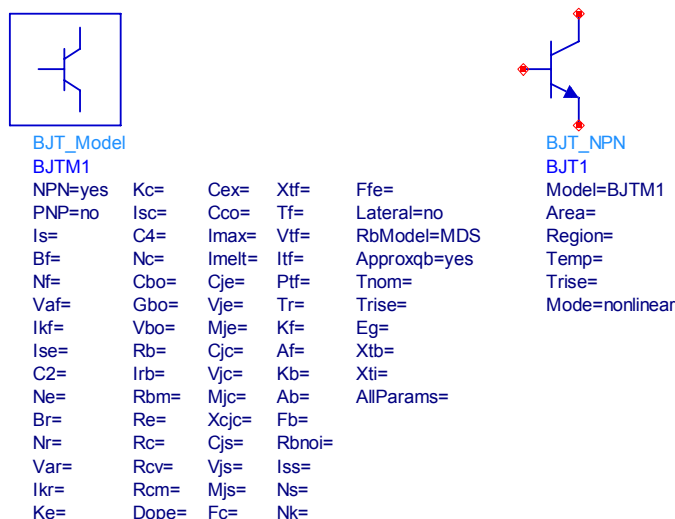 BJT_Model
BJTM1
NPN=yes Kc= Cex= Xtf= Ffe=
PNP=no Isc= Cco= Tf= Lateral=no
Is= C4= Imax= Vtf= RbModel=MDS
Bf= Nc= Imelt= Itf= Approxqb=yes
Nf= Cbo= Cje= Ptf= Tnom=
Vaf= Gbo= Vje= Tr= Trise=
Ikf= Vbo= Mje= Kf= Eg=
Ise= Rb= Cjc= Af= Xtb=
C2= Irb= Vjc= Kb= Xti=
Ne= Rbm= Mjc= Ab= AllParams=
Br= Re= Xcjc= Fb=
Nr= Rc= Cjs= Rbnoi=
Var= Rcv= Vjs= Iss=
Ikr= Rcm= Mjs= Ns=
Ke= Dope= Fc= Nk=
BJT_NPN
BJT1
Model=BJTM1
Area=
Region=
Temp=
Trise=
Mode=nonlinear